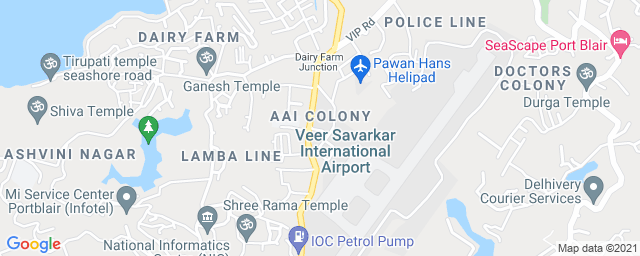 POLICE LINE
VIP Rd
DAIRY FARM
SeaScape Port Blair
Dairy Farm
Junction
Tirupati temple
seashore road
Pawan Hans
Helipad
DOCTORS
COLONY
Ganesh Temple
Durga Temple
Shiva Temple
AAI COLONY
Veer Savarkar
International
Airport
ASHVINI NAGAR
LAMBA LINE
Mi Service Center
Portblair (Infotel)
Delhivery
Courier Services
Shree Rama Temple
National Informatics
Center (NIC)
IOC Petrol Pump
Google
Map data ©2021